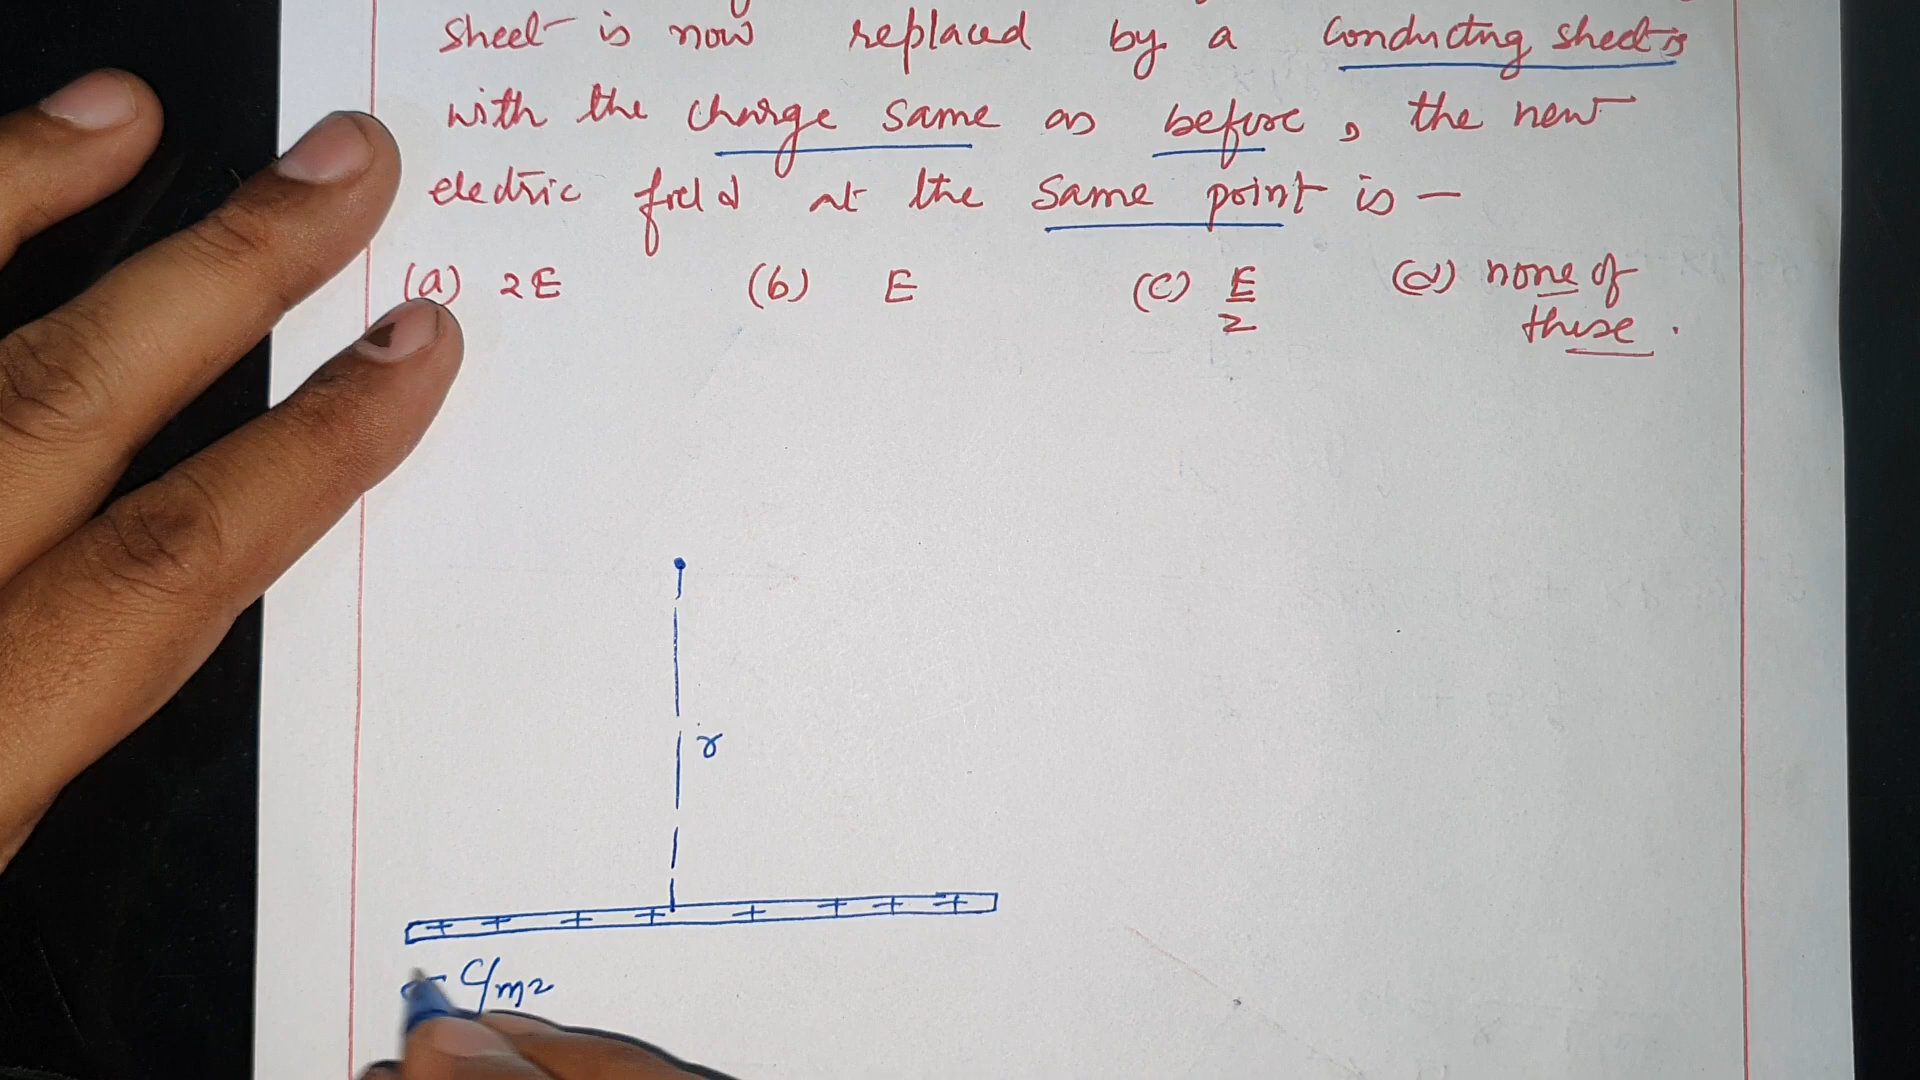 sheet is now replaced by a conducting sheet
with the charge same as before, the new
electric field at the same point is —
(a) 2E (b) E (c) E/2 (d) none of
these.
r
+ + + + + + + +
σ C/m2